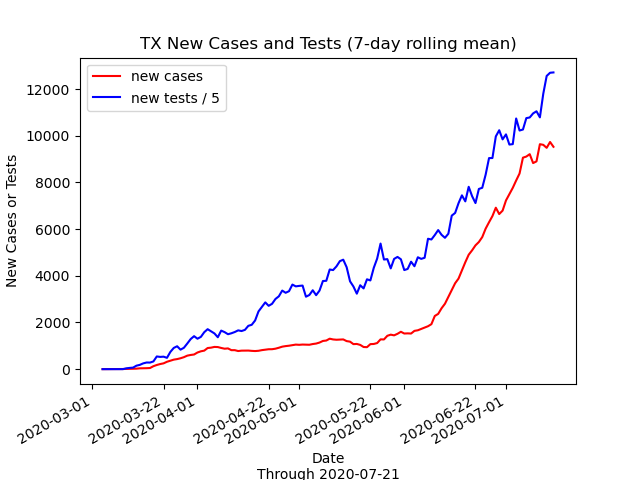 TX New Cases and Tests (7-day rolling mean)
new cases
new tests / 5
12000
10000
8000
6000
4000
2000
0
New Cases or Tests
2020-03-01
2020-03-22
2020-04-01
2020-04-22
2020-05-01
2020-05-22
2020-06-01
2020-06-22
2020-07-01
Date
Through 2020-07-21